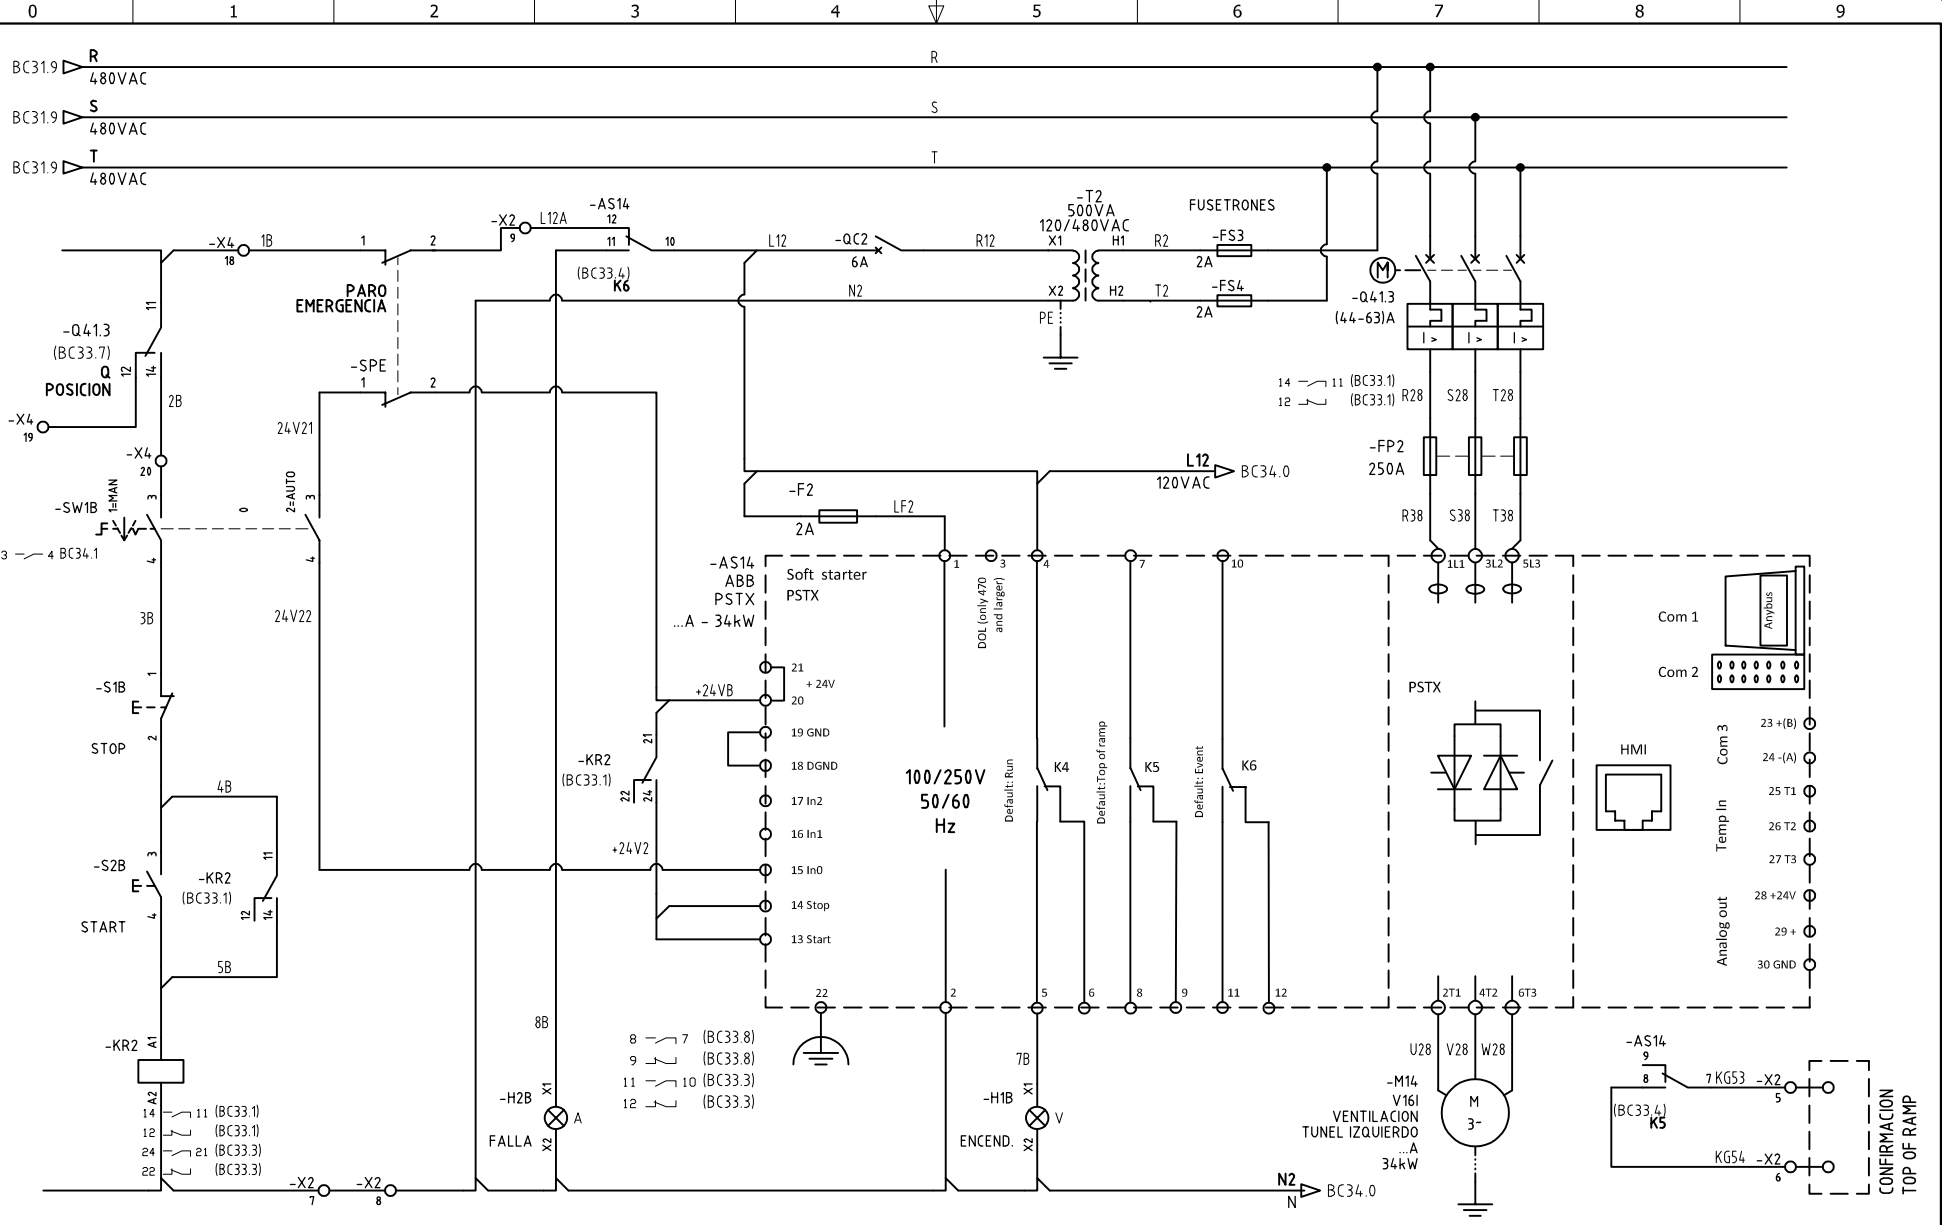 0 1 2 3 4 5 6 7 8 9
BC31.9 R R
480VAC
BC31.9 S S
480VAC
BC31.9 T T
480VAC
-X4
18
1B
1 2
PARO
EMERGENCIA
-X2
9
L12A
-AS14
12
11 10
(BC33.4)
K6
L12
-QC2
6A
R12
N2
-T2
500VA
120/480VAC
X1 H1
X2 H2
PE
R2
T2
FUSETRONES
-FS3
2A
-FS4
2A
M
-Q41.3
(44-63)A
I > I > I >
14 11 (BC33.1)
12 (BC33.1)
R28 S28 T28
-FP2
250A
R38 S38 T38
11
-Q41.3
(BC33.7)
Q
POSICION
12 14
2B
-X4
19
-X4
20
-SPE
1 2
24V21
-SW1B
1=MAN
0
2=AUTO
3 3
4 4
3 4 BC34.1
3B
24V22
-S1B
1
2
STOP
4B
-S2B
3
4
START
-KR2
(BC33.1)
11
12 14
5B
-KR2
A1
A2
14 11 (BC33.1)
12 (BC33.1)
24 21 (BC33.3)
22 (BC33.3)
-X2
7
-X2
8
L12
120VAC
BC34.0
-F2
2A
LF2
-AS14
ABB
PSTX
...A - 34kW
Soft starter
PSTX
1 3 4 7 10
DOL (only 470
and larger)
+24VB
21
+ 24V
20
19 GND
18 DGND
17 In2
16 In1
15 In0
14 Stop
13 Start
-KR2
(BC33.1)
21
22 24
+24V2
100/250V
50/60
Hz
Default: Run
K4
Default:Top of ramp
K5
Default: Event
K6
22 2 5 6 8 9 11 12
1L1 3L2 5L3
PSTX
2T1 4T2 6T3
Com 1
Anybus
Com 2
HMI
Com 3
23 +(B)
24 -(A)
Temp In
25 T1
26 T2
27 T3
Analog out
28 +24V
29 +
30 GND
8B
8 7 (BC33.8)
9 (BC33.8)
11 10 (BC33.3)
12 (BC33.3)
-H2B
X1
A
X2
FALLA
7B
-H1B
X1
V
X2
ENCEND.
U28 V28 W28
-M14
V16I
VENTILACION
TUNEL IZQUIERDO
...A
34kW
M
3~
N2
N
BC34.0
-AS14
9
8 7
(BC33.4)
K5
KG53
-X2
5
KG54
-X2
6
CONFIRMACION
TOP OF RAMP